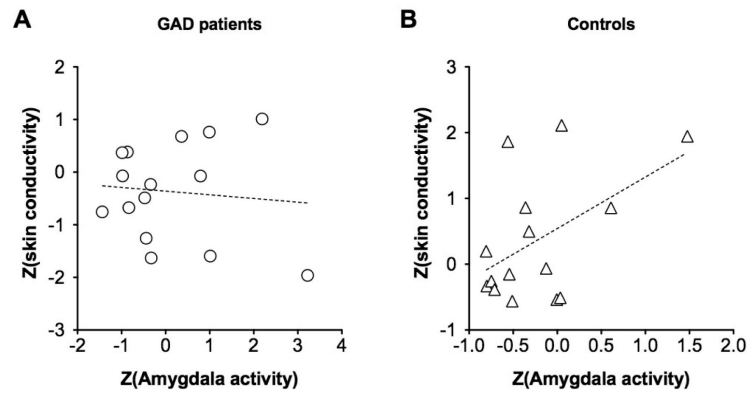 A
GAD patients
Z(skin conductivity)
2
1
0
-1
-2
-3
-2 -1 0 1 2 3 4
Z(Amygdala activity)
B
Controls
Z(skin conductivity)
3
2
1
0
-1
-1.0 -0.5 0.0 0.5 1.0 1.5 2.0
Z(Amygdala activity)